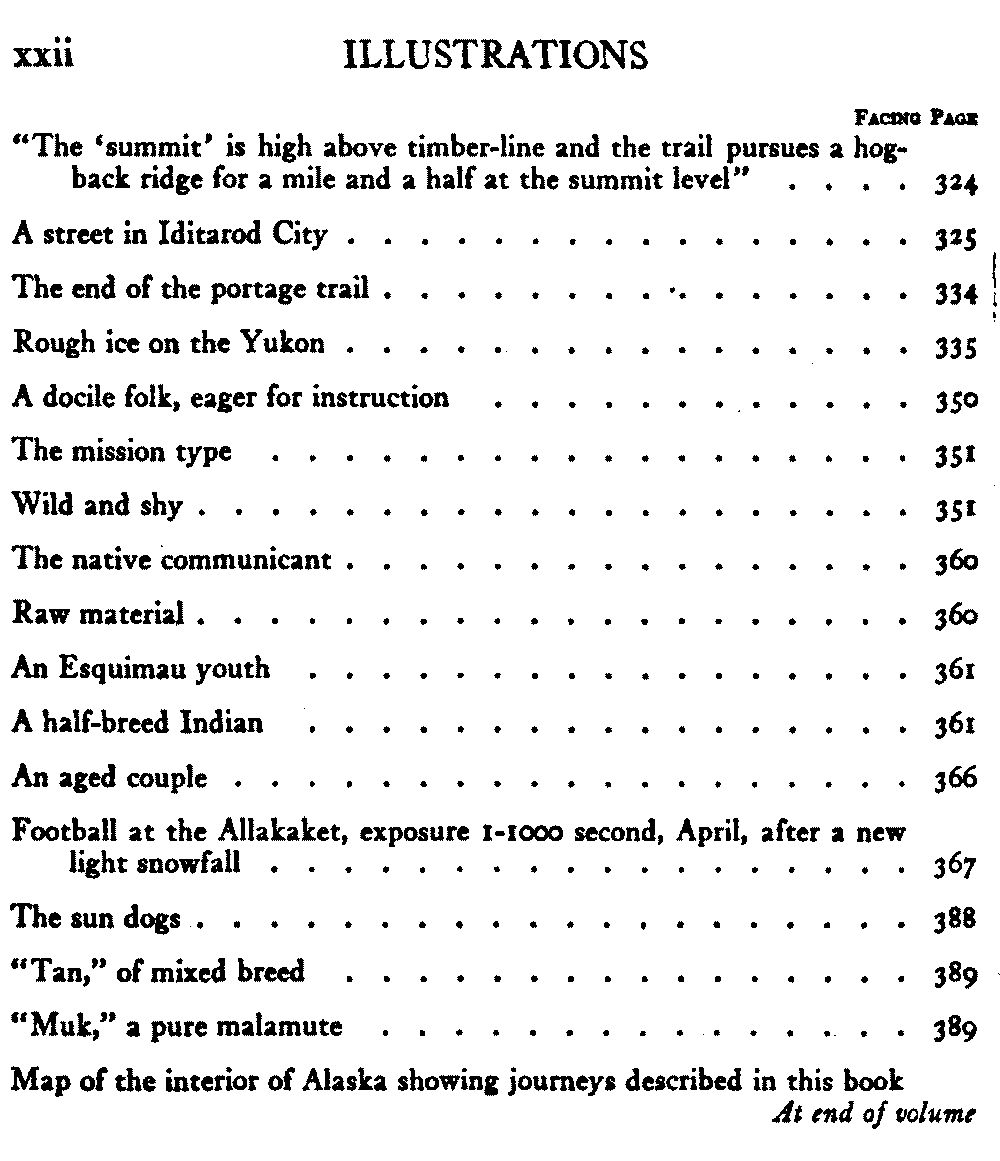 xxii ILLUSTRATIONS
FACING PAGE
“The ‘summit’ is high above timber-line and the trail pursues a hog-
back ridge for a mile and a half at the summit level” . . . . 324
A street in Iditarod City . . . . . . . . . . . . . . . . 325
The end of the portage trail . . . . . . . . . . . . . . . 334
Rough ice on the Yukon . . . . . . . . . . . . . . . . 335
A docile folk, eager for instruction . . . . . . . . . . . . 350
The mission type . . . . . . . . . . . . . . . . . . 351
Wild and shy . . . . . . . . . . . . . . . . . . . . 351
The native communicant . . . . . . . . . . . . . . . . 360
Raw material . . . . . . . . . . . . . . . . . . . . 360
An Esquimau youth . . . . . . . . . . . . . . . . . 361
A half-breed Indian . . . . . . . . . . . . . . . . . 361
An aged couple . . . . . . . . . . . . . . . . . . . 366
Football at the Allakaket, exposure 1-1000 second, April, after a new
light snowfall . . . . . . . . . . . . . . . . . . 367
The sun dogs . . . . . . . . . . . . . . . . . . . . 388
“Tan,” of mixed breed . . . . . . . . . . . . . . . . 389
“Muk,” a pure malamute . . . . . . . . . . . . . . . 389
Map of the interior of Alaska showing journeys described in this book
At end of volume